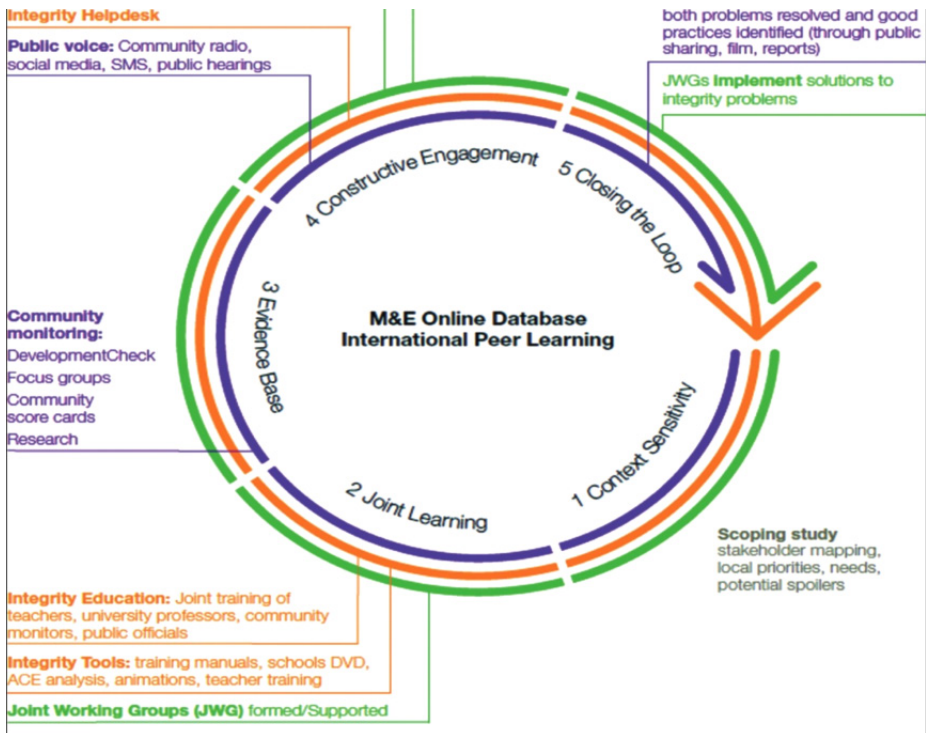 Integrity Helpdesk
Public voice: Community radio,
social media, SMS, public hearings
both problems resolved and good
practices identified (through public
sharing, film, reports)
JWGs Implement solutions to
integrity problems
4 Constructive Engagement
5 Closing the Loop
3 Evidence Base
M&E Online Database
International Peer Learning
Community
monitoring:
DevelopmentCheck
Focus groups
Community
score cards
Research
2 Joint Learning
1 Context Sensitivity
Scoping study
stakeholder mapping,
local priorities, needs,
potential spoilers
Integrity Education: Joint training of
teachers, university professors, community
monitors, public officials
Integrity Tools: training manuals, schools DVD,
ACE analysis, animations, teacher training
Joint Working Groups (JWG) formed/Supported